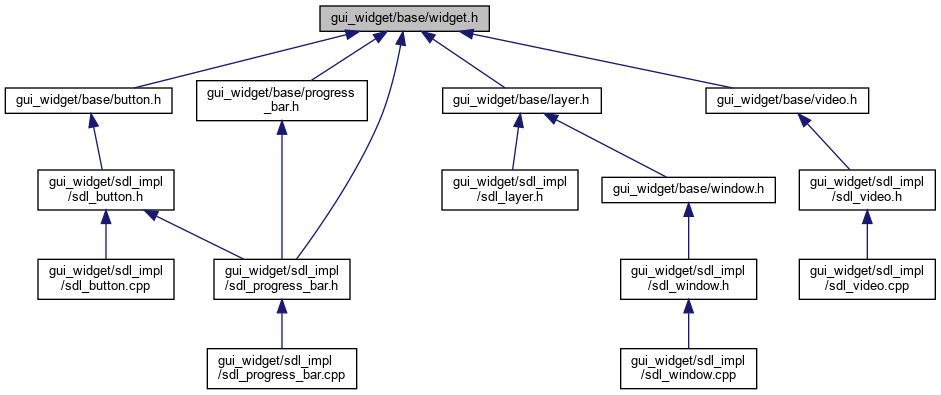 gui_widget/base/widget.h
gui_widget/base/button.h
gui_widget/base/progress
_bar.h
gui_widget/base/layer.h
gui_widget/base/video.h
gui_widget/sdl_impl
/sdl_button.h
gui_widget/sdl_impl
/sdl_layer.h
gui_widget/base/window.h
gui_widget/sdl_impl
/sdl_video.h
gui_widget/sdl_impl
/sdl_button.cpp
gui_widget/sdl_impl
/sdl_progress_bar.h
gui_widget/sdl_impl
/sdl_window.h
gui_widget/sdl_impl
/sdl_video.cpp
gui_widget/sdl_impl
/sdl_progress_bar.cpp
gui_widget/sdl_impl
/sdl_window.cpp